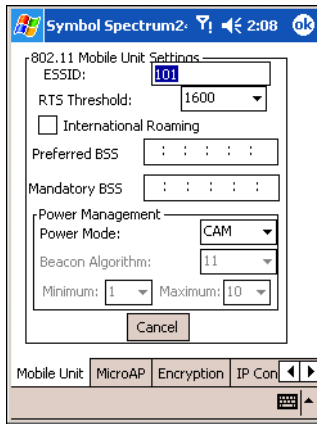 Symbol Spectrum24 2:08 ok
802.11 Mobile Unit Settings
ESSID: 101
RTS Threshold: 1600
International Roaming
Preferred BSS : : : : :
Mandatory BSS : : : : :
Power Management
Power Mode: CAM
Beacon Algorithm: 11
Minimum: 1 Maximum: 10
Cancel
Mobile Unit MicroAP Encryption IP Con